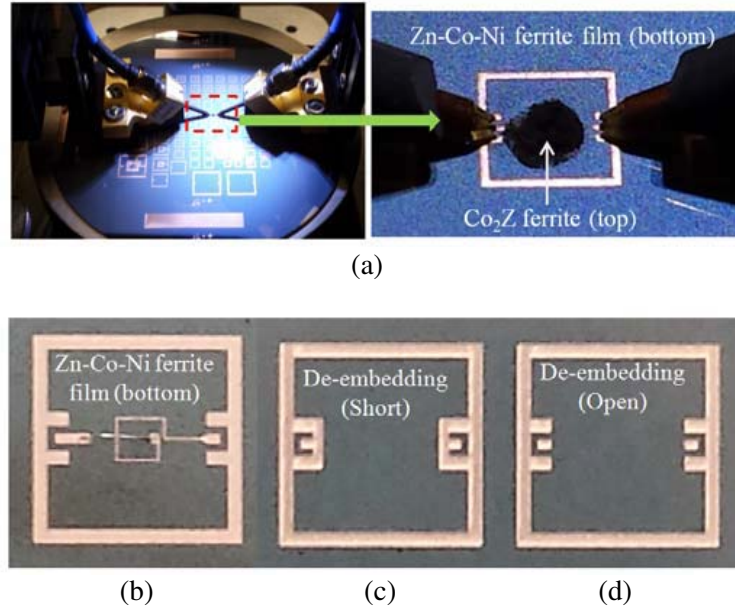 Zn-Co-Ni ferrite film (bottom)
Co₂Z ferrite (top)
(a)
Zn-Co-Ni ferrite
film (bottom)
De-embedding
(Short)
De-embedding
(Open)
(b)
(c)
(d)